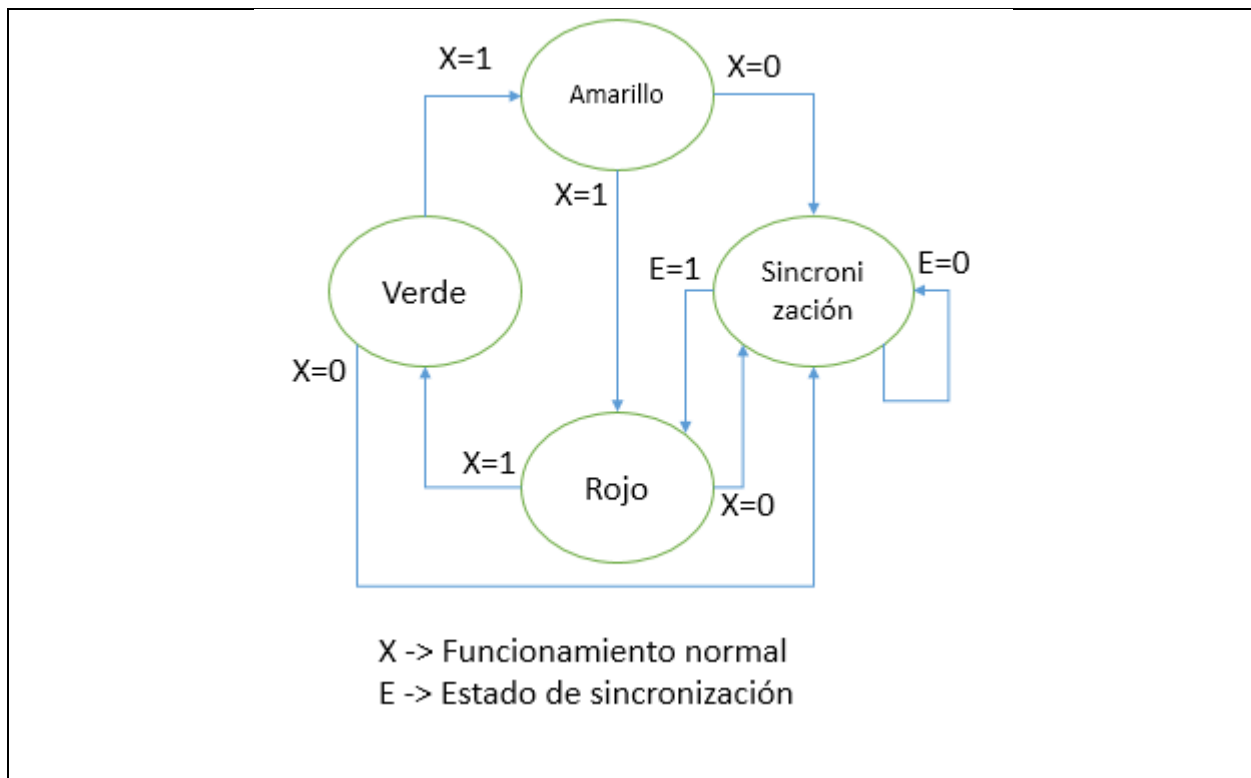 X=1
X=0
Amarillo
X=1
E=1
Sincroni
zación
E=0
Verde
X=0
X=1
Rojo
X=0
X -> Funcionamiento normal
E -> Estado de sincronización